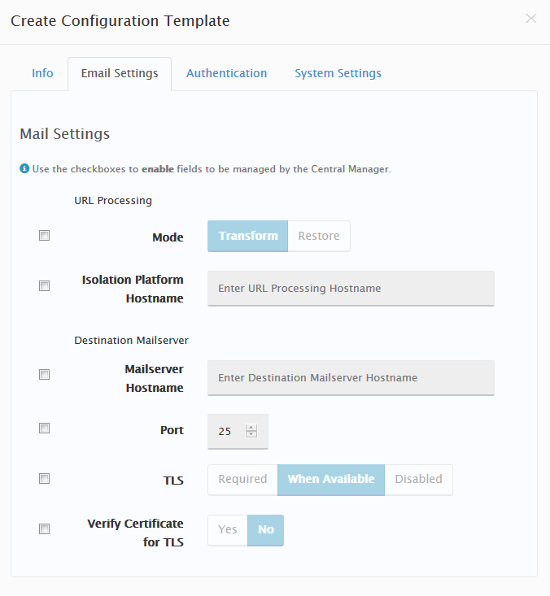 Create Configuration Template
Info Email Settings Authentication System Settings
Mail Settings
Use the checkboxes to enable fields to be managed by the Central Manager.
URL Processing
Mode Transform Restore
Isolation Platform
Hostname Enter URL Processing Hostname
Destination Mailserver
Mailserver
Hostname Enter Destination Mailserver Hostname
Port 25
TLS Required When Available Disabled
Verify Certificate
for TLS Yes No